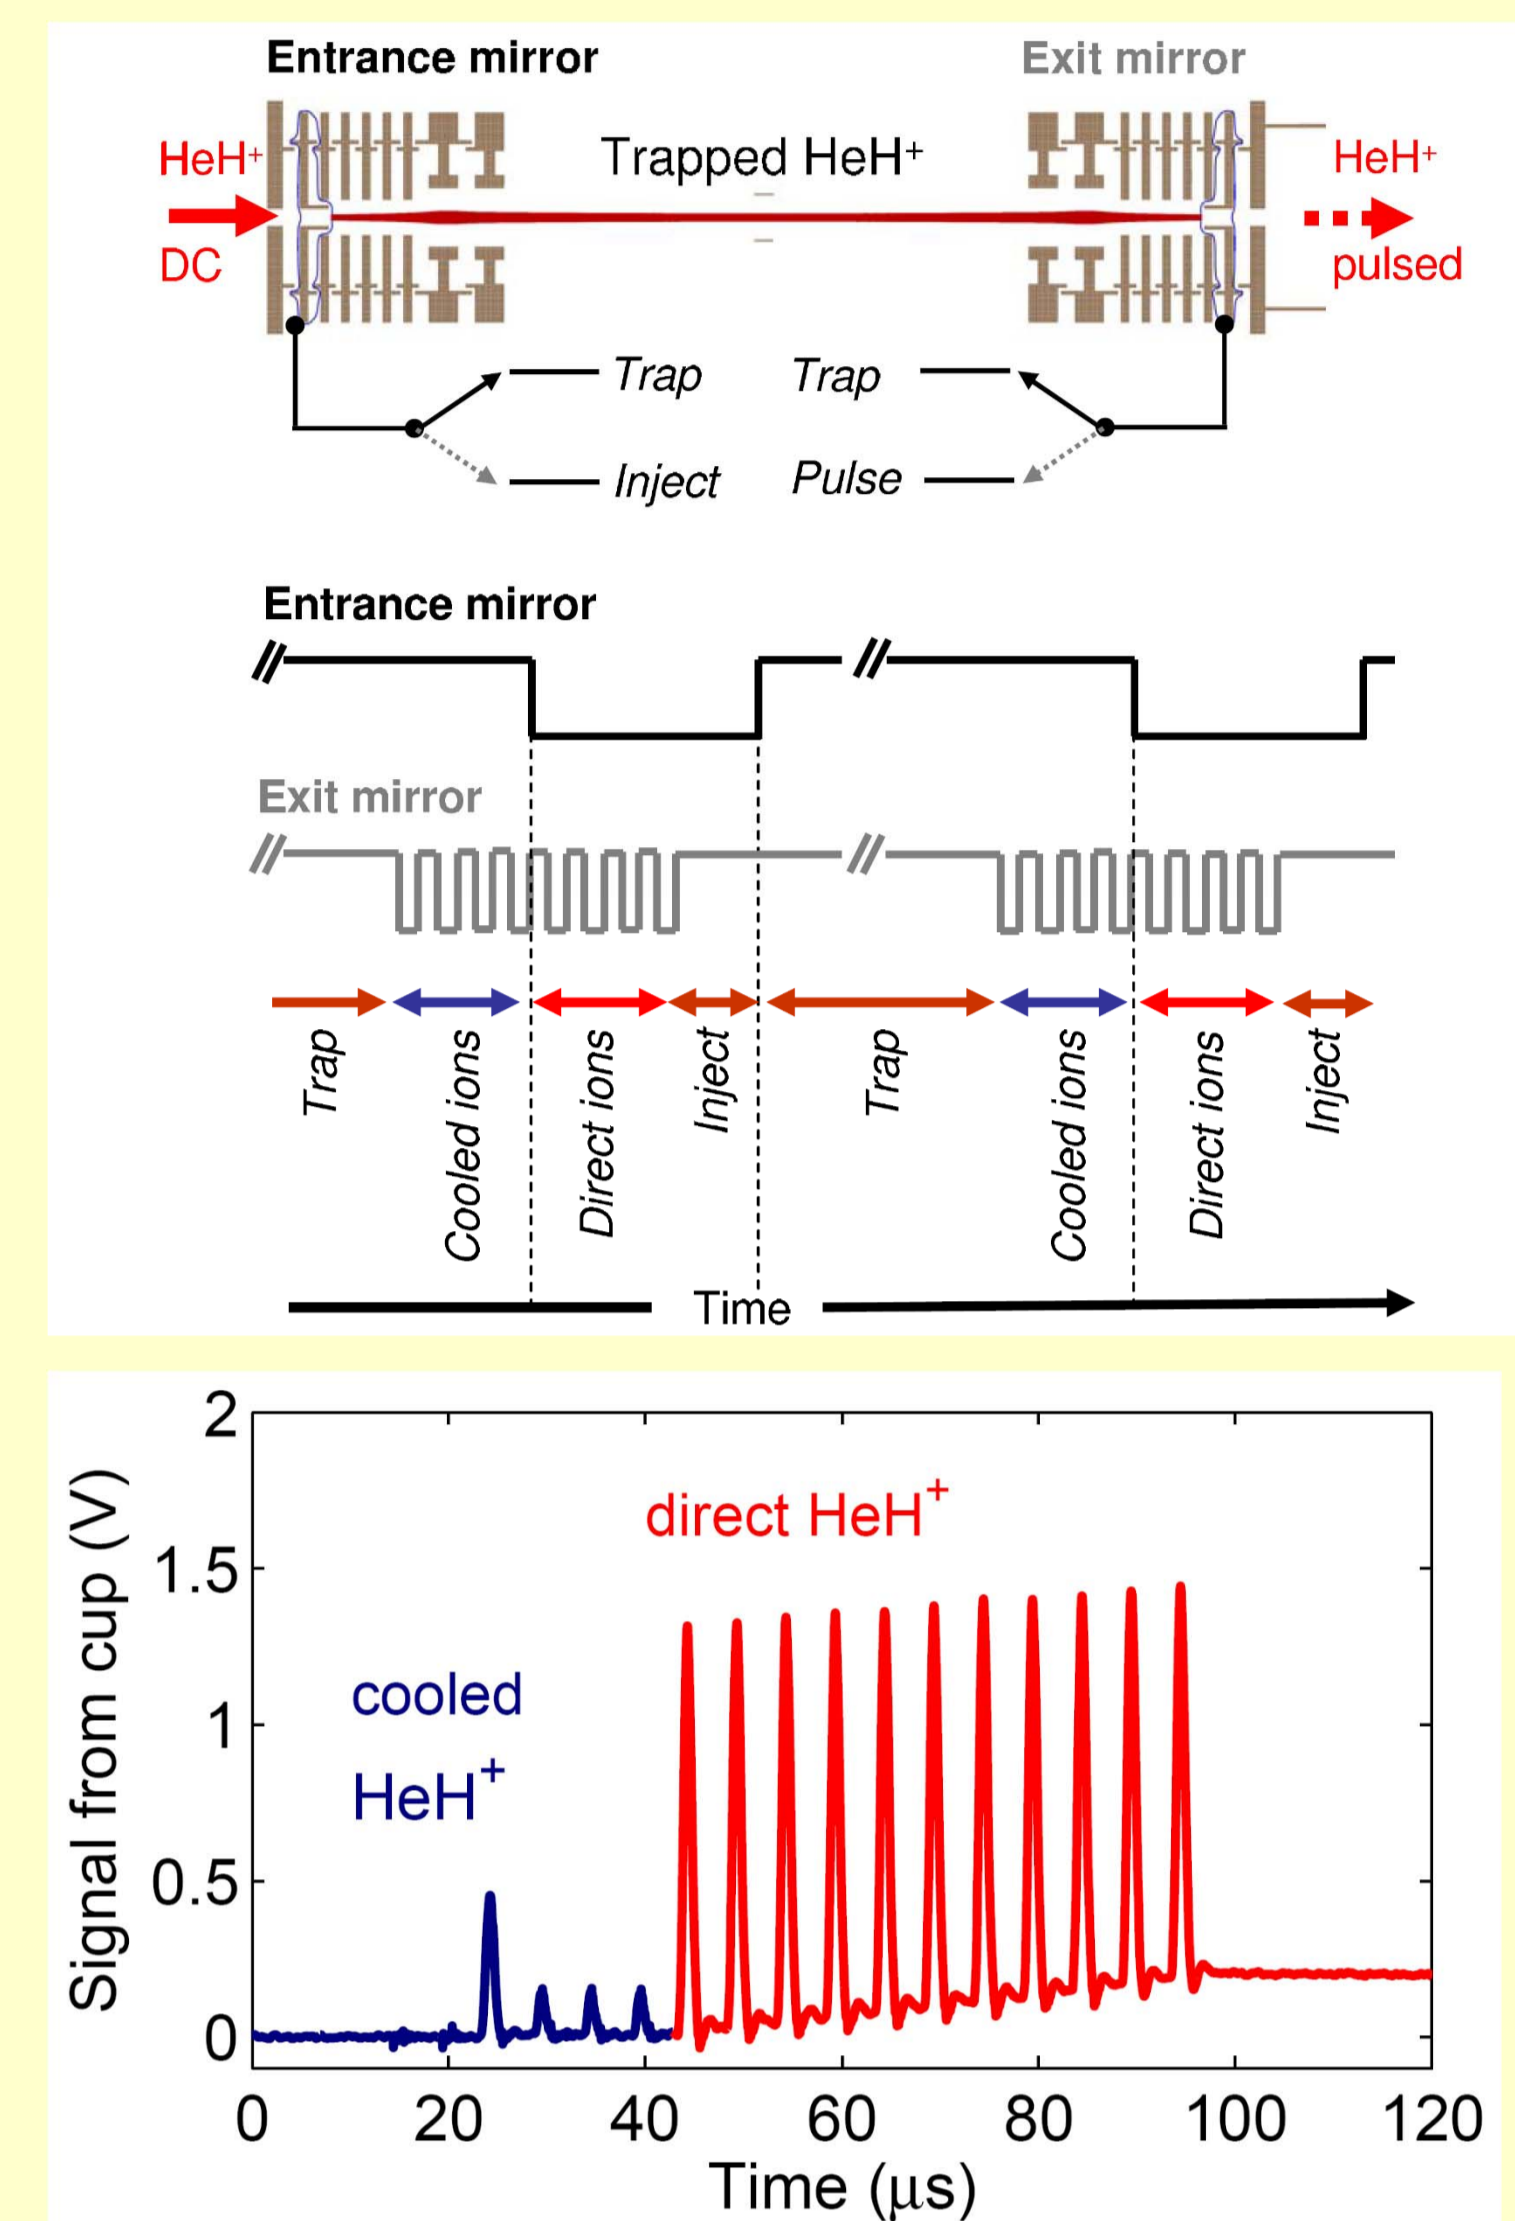 Entrance mirror
Exit mirror
HeH+
Trapped HeH+
HeH+
DC
pulsed
Trap
Trap
Inject
Pulse
Entrance mirror
Exit mirror
Trap
Cooled ions
Direct ions
Inject
Trap
Cooled ions
Direct ions
Inject
Time
Signal from cup (V)
2
1.5
1
0.5
0
direct HeH+
cooled
HeH+
0 20 40 60 80 100 120
Time (μs)